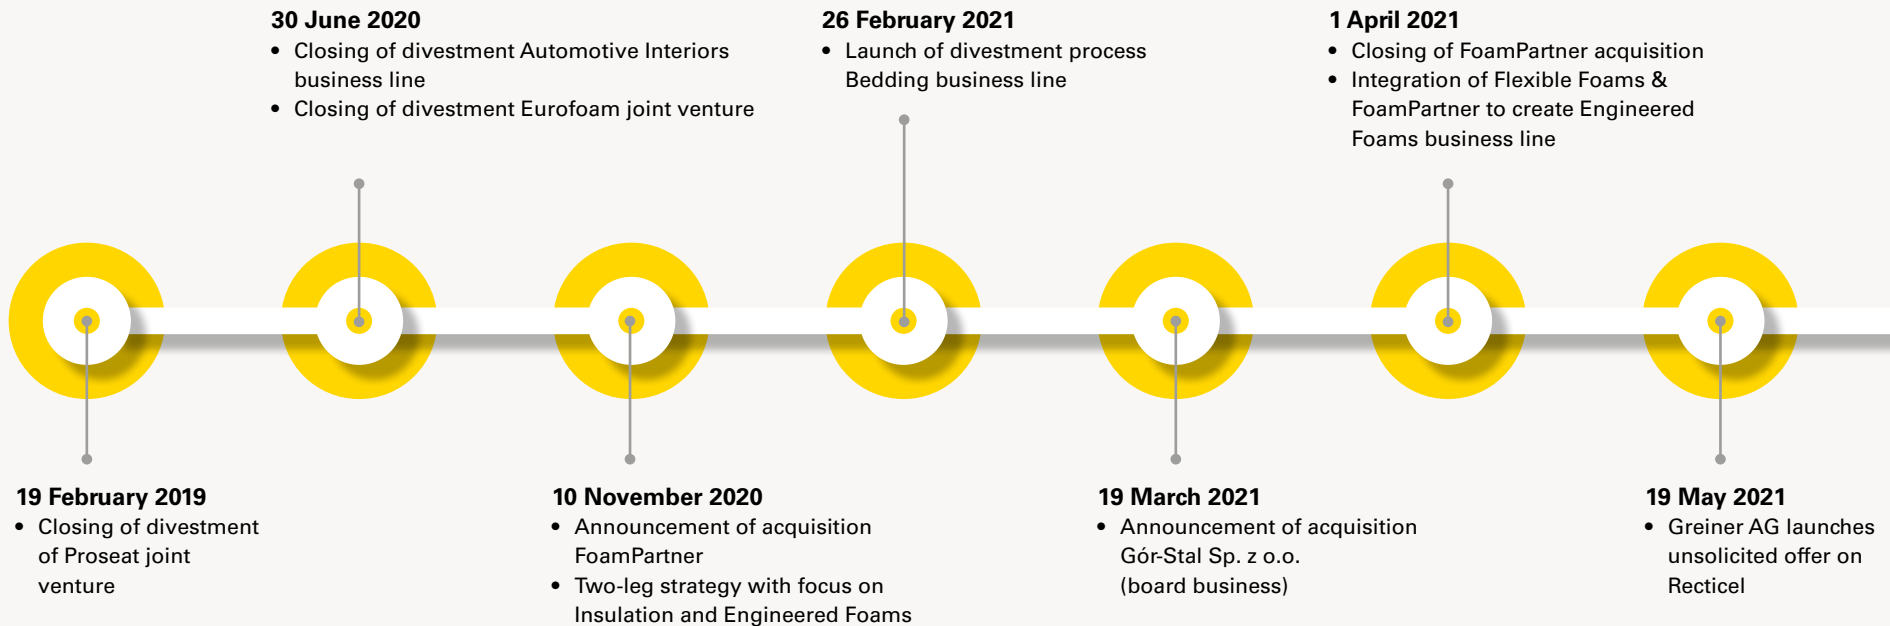 30 June 2020
• Closing of divestment Automotive Interiors
business line
• Closing of divestment Eurofoam joint venture
26 February 2021
• Launch of divestment process
Bedding business line
1 April 2021
• Closing of FoamPartner acquisition
• Integration of Flexible Foams &
FoamPartner to create Engineered
Foams business line
19 February 2019
• Closing of divestment
of Proseat joint
venture
10 November 2020
• Announcement of acquisition
FoamPartner
• Two-leg strategy with focus on
Insulation and Engineered Foams
19 March 2021
• Announcement of acquisition
Gór-Stal Sp. z o.o.
(board business)
19 May 2021
• Greiner AG launches
unsolicited offer on
Recticel